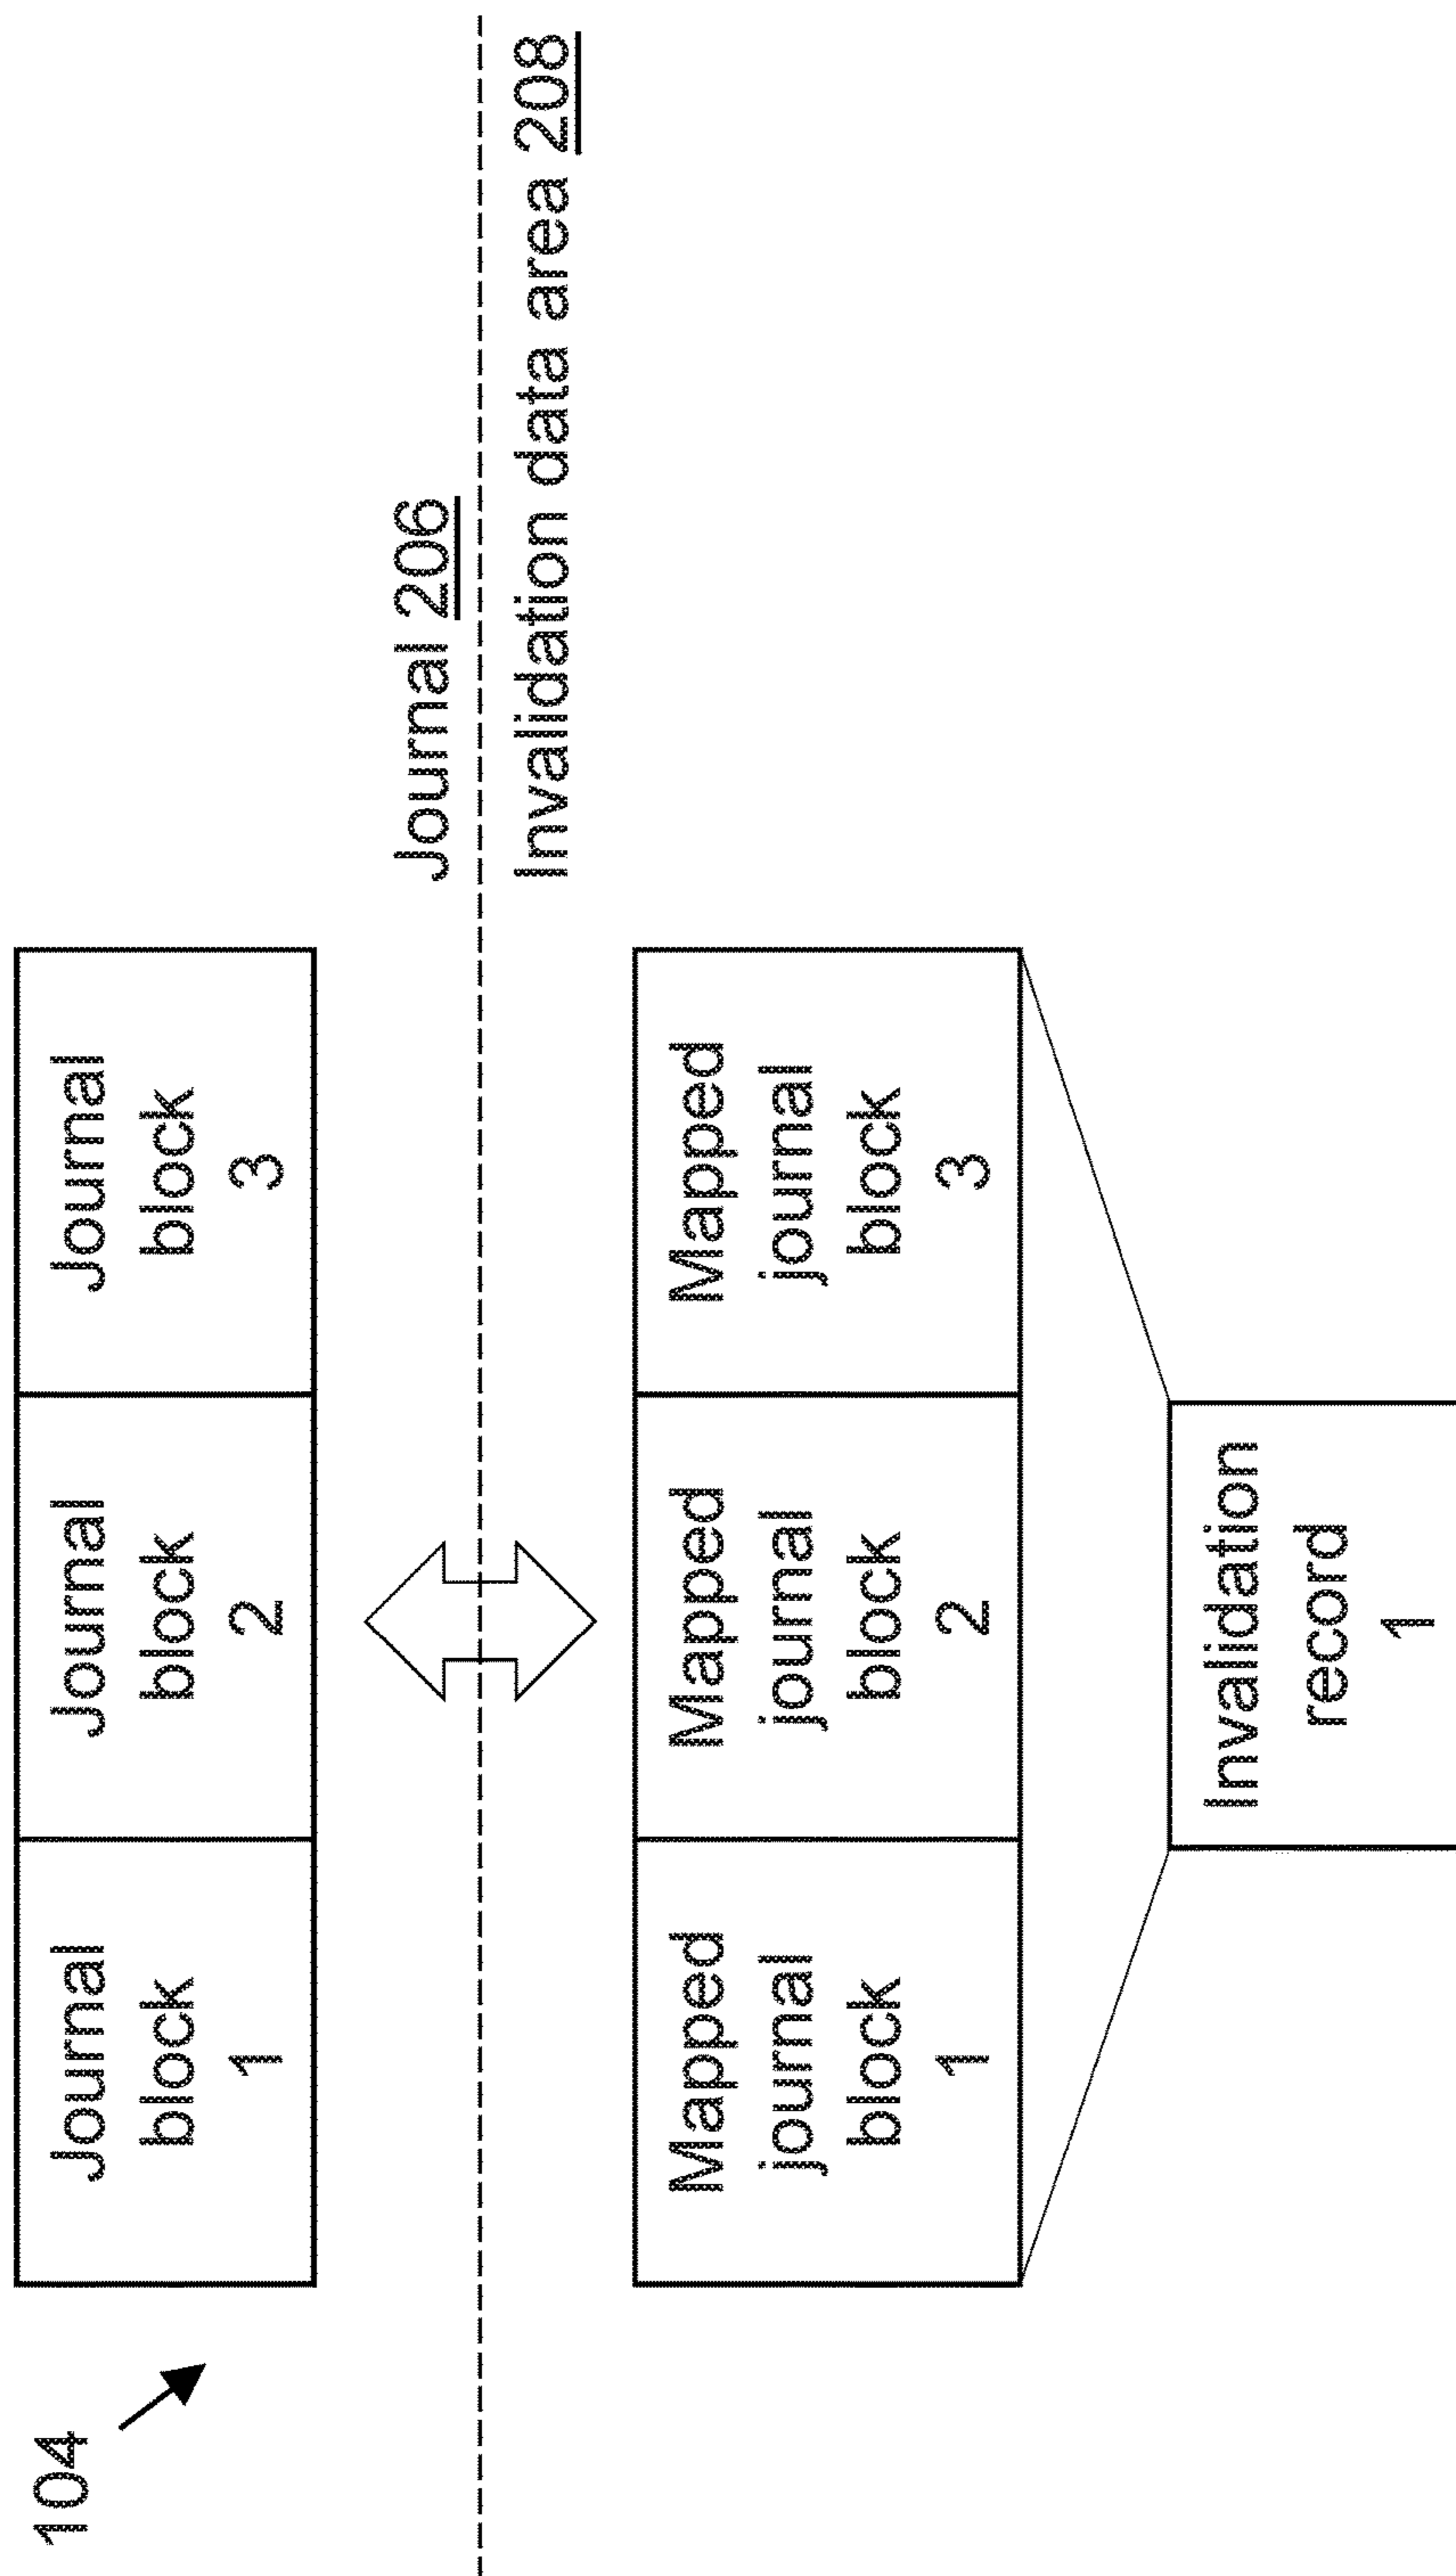 104
Journal
block
1
Journal
block
2
Journal
block
3
Journal 206
Invalidation data area 208
Mapped
journal
block
1
Mapped
journal
block
2
Mapped
journal
block
3
Invalidation
record
1